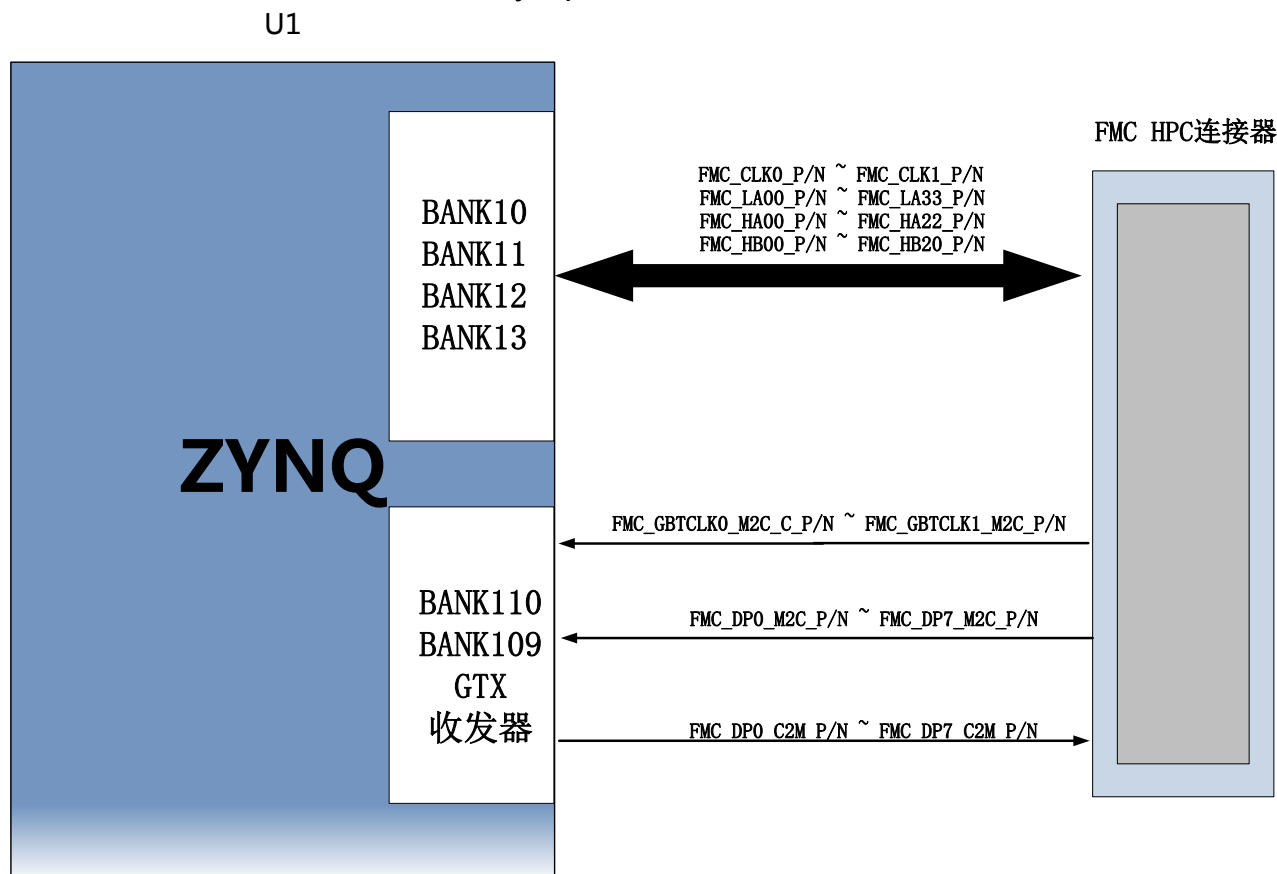 U1
FMC HPC连接器
FMC_CLK0_P/N ~ FMC_CLK1_P/N
FMC_LA00_P/N ~ FMC_LA33_P/N
FMC_HA00_P/N ~ FMC_HA22_P/N
FMC_HB00_P/N ~ FMC_HB20_P/N
BANK10
BANK11
BANK12
BANK13
ZYNQ
FMC_GBTCLK0_M2C_C_P/N ~ FMC_GBTCLK1_M2C_P/N
BANK110
BANK109
GTX
收发器
FMC_DP0_M2C_P/N ~ FMC_DP7_M2C_P/N
FMC_DP0_C2M_P/N ~ FMC_DP7_C2M_P/N